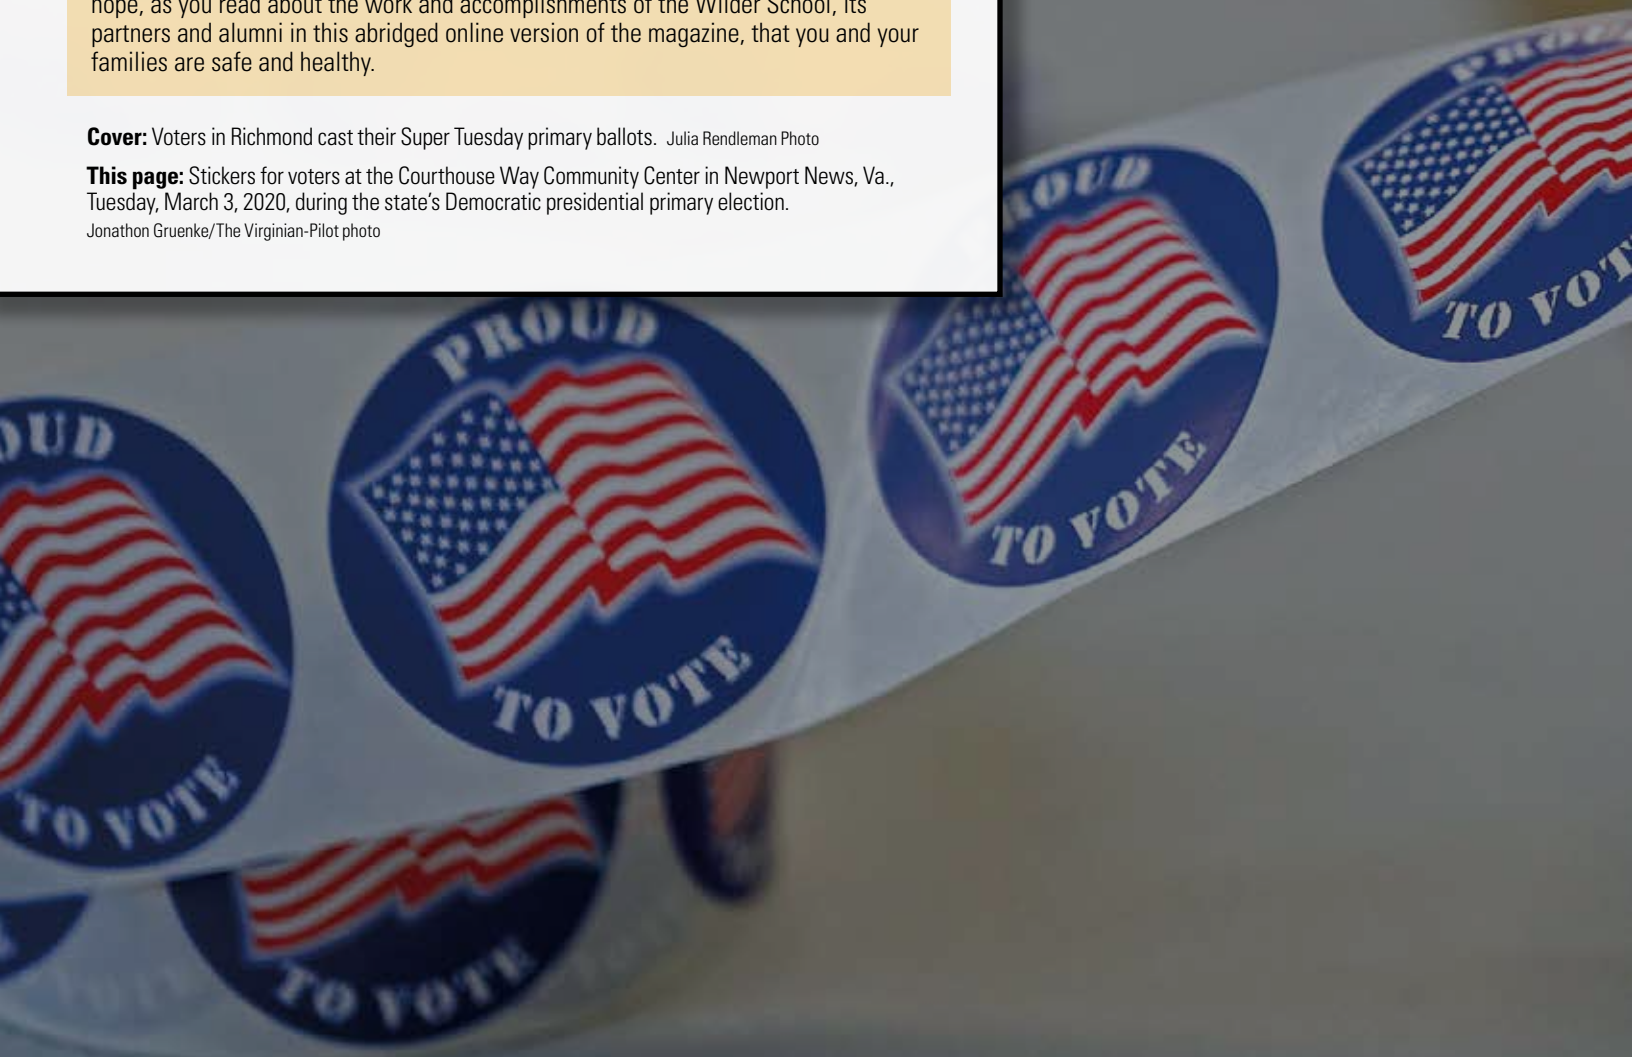 hope, as you read about the work and accomplishments of the Wilder School, its
partners and alumni in this abridged online version of the magazine, that you and your
families are safe and healthy.
Cover: Voters in Richmond cast their Super Tuesday primary ballots. Julia Rendleman Photo
This page: Stickers for voters at the Courthouse Way Community Center in Newport News, Va.,
Tuesday, March 3, 2020, during the state's Democratic presidential primary election.
Jonathon Gruenke/The Virginian-Pilot photo
OUD
TO VOTE
PROUD
TO VOTE
ROUD
TO VOTE
PROUD
TO VOT
TO VOTE